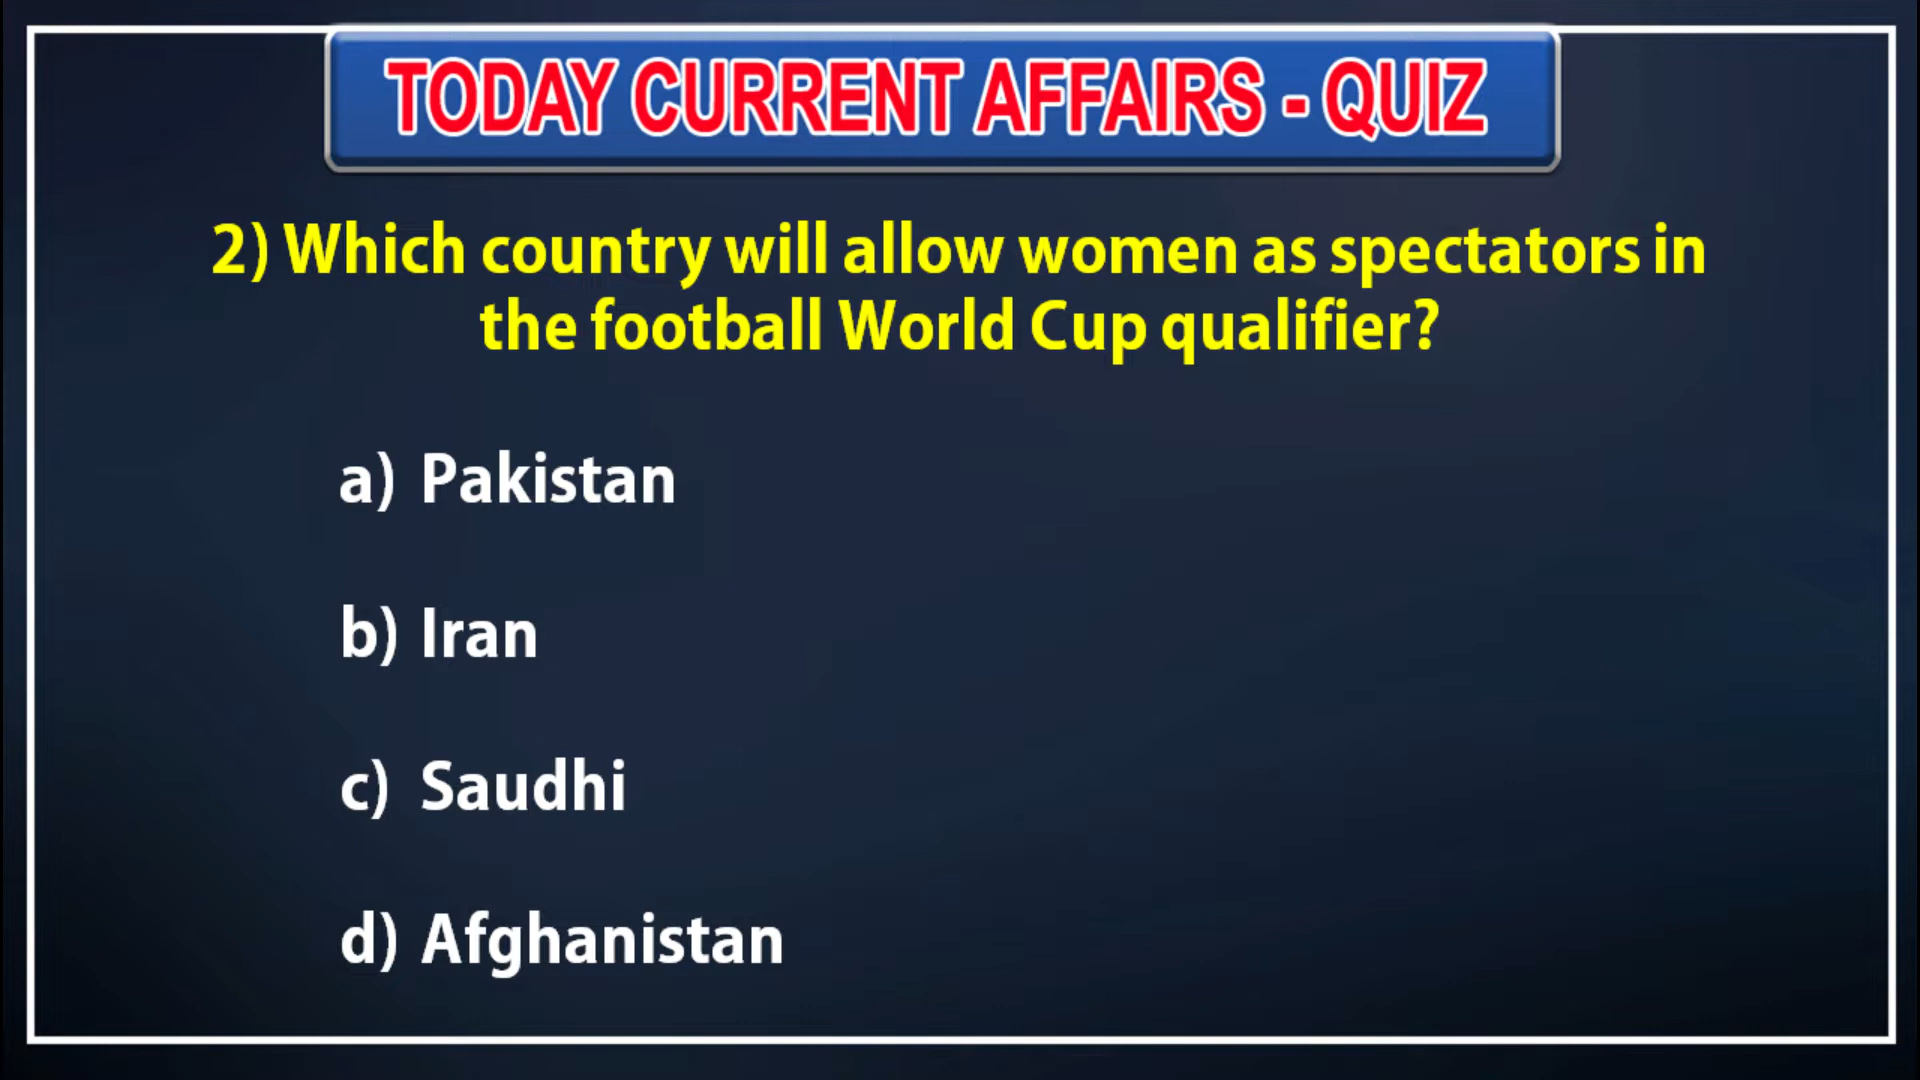 TODAY CURRENT AFFAIRS - QUIZ
2) Which country will allow women as spectators in
the football World Cup qualifier?
a) Pakistan
b) Iran
c) Saudhi
d) Afghanistan